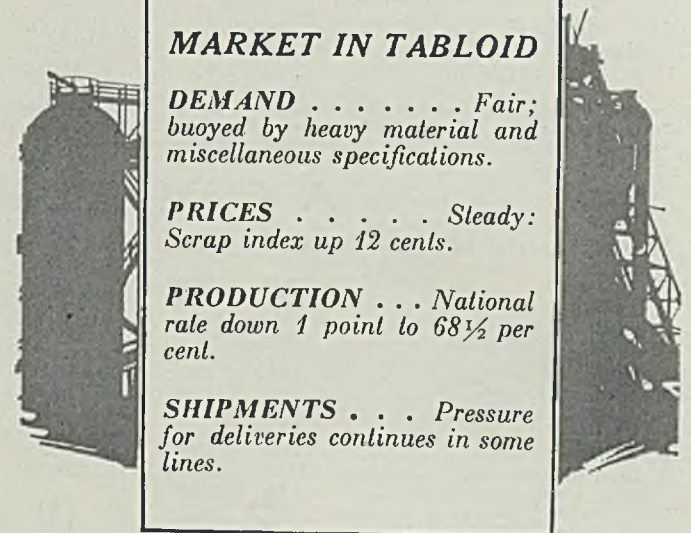 MARKET IN TABLOID
DEMAND . . . . . . . Fair;
buoyed by heavy material and
miscellaneous specifications.
PRICES . . . . . Steady:
Scrap index up 12 cents.
PRODUCTION . . . National
rate down 1 point to 68½ per
cent.
SHIPMENTS . . . Pressure
for deliveries continues in some
lines.